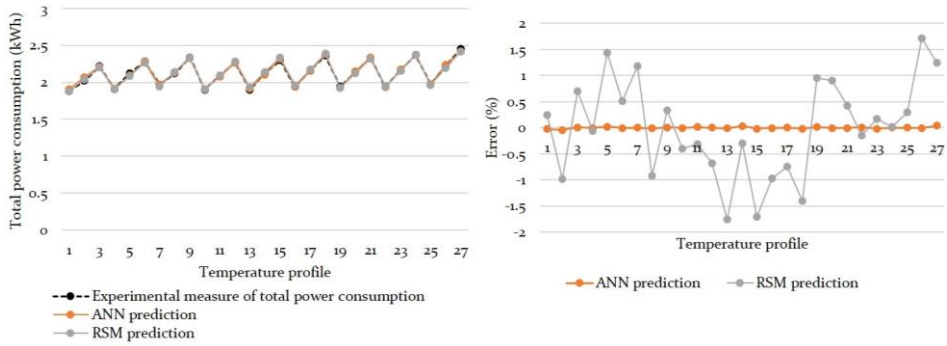 Total power consumption (kWh)
3
2.5
2
1.5
1
0.5
0
1 3 5 7 9 11 13 15 17 19 21 23 25 27
Temperature profile
Experimental measure of total power consumption
ANN prediction
RSM prediction
Error (%)
2
1.5
1
0.5
0
-0.5
-1
-1.5
-2
1 3 5 7 9 11 13 15 17 19 21 23 25 27
Temperature profile
ANN prediction RSM prediction